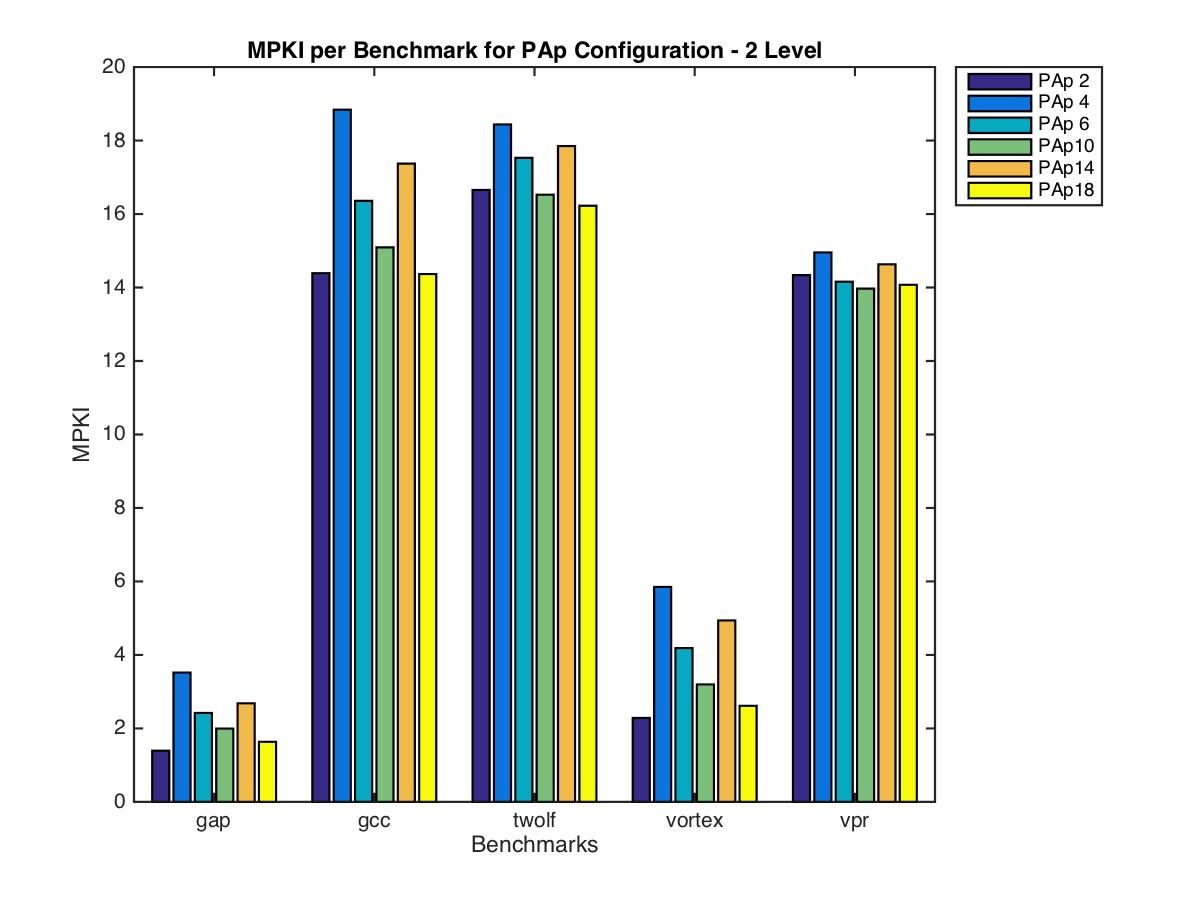 MPKI per Benchmark for PAp Configuration - 2 Level
20
18
16
14
12
10
8
6
4
2
0
MPKI
gap gcc twolf vortex vpr
Benchmarks
PAp 2
PAp 4
PAp 6
PAp10
PAp14
PAp18